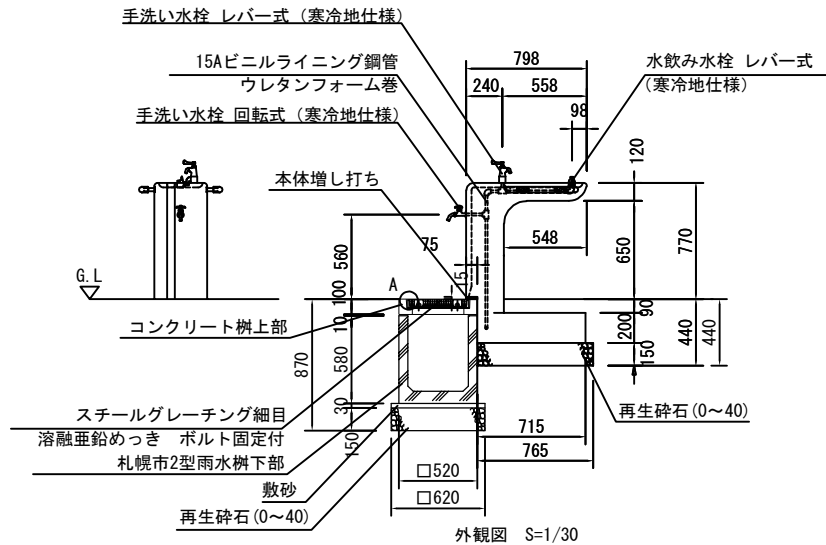 手洗い水栓 レバー式(寒冷地仕様)
15Aビニルライニング鋼管
ウレタンフォーム巻
手洗い水栓 回転式(寒冷地仕様)
798
240
558
98
水飲み水栓 レバー式
(寒冷地仕様)
120
本体増し打ち
75
15
548
650
770
560
G.L
A
100
コンクリート桝上部
10
870
580
30
150
90
200
440
440
150
スチールグレーチング細目
溶融亜鉛めっき ボルト固定付
札幌市2型雨水桝下部
敷砂
再生砕石(0~40)
□520
□620
715
765
再生砕石(0~40)
外観図 S=1/30